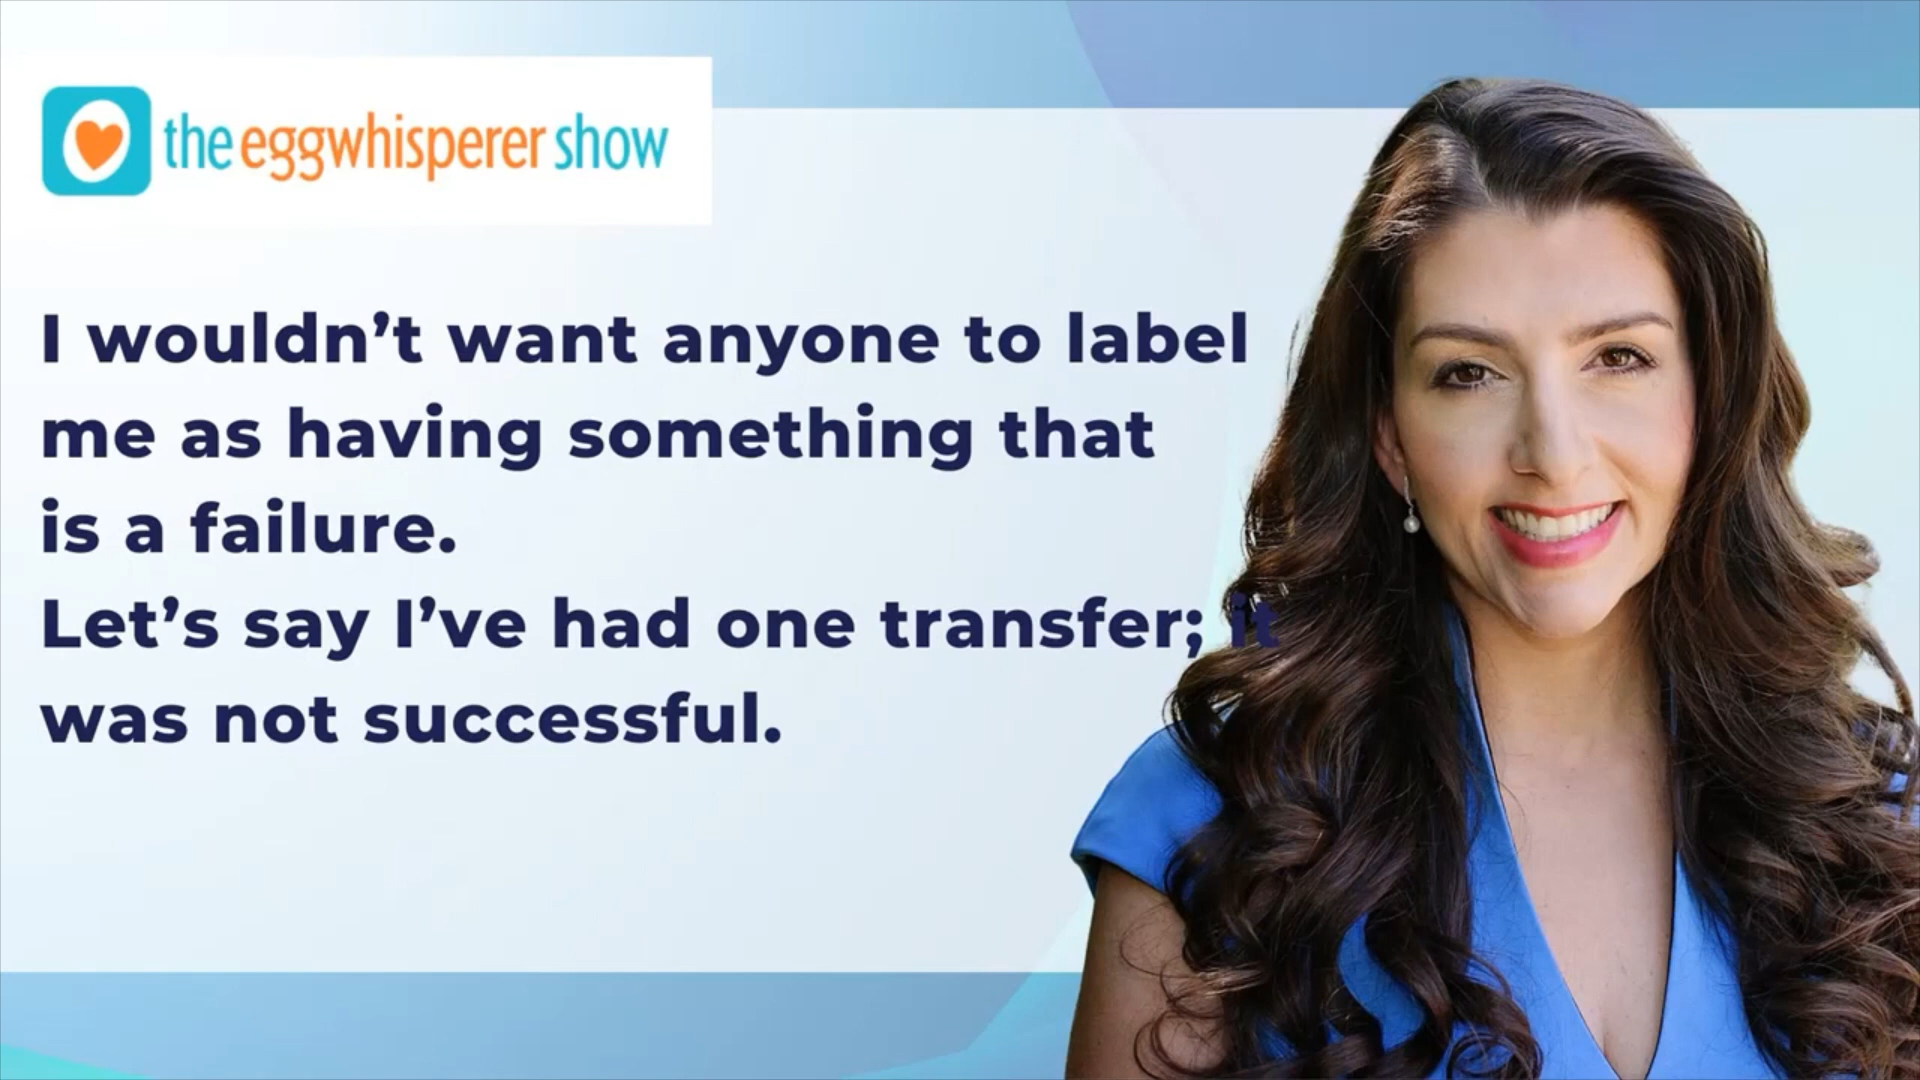 the eggwhisperer show
I wouldn’t want anyone to label
me as having something that
is a failure.
Let’s say I’ve had one transfer; it
was not successful.